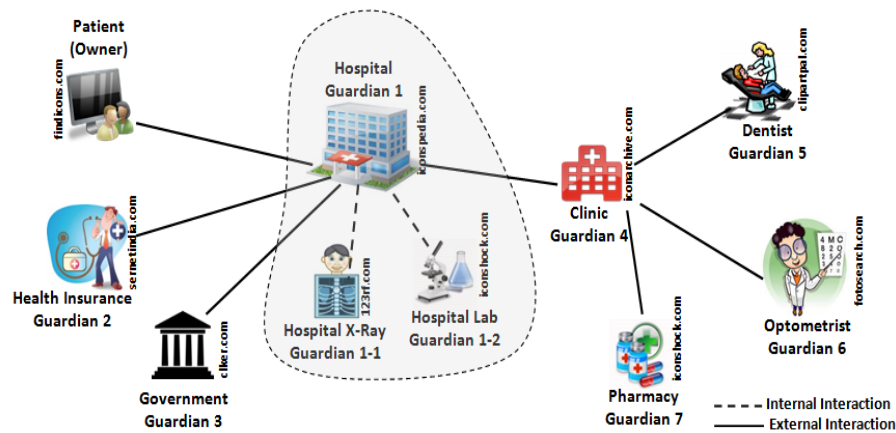 Patient
(Owner)
findicons.com
Hospital
Guardian 1
iconspedia.com
clipartpal.com
Dentist
Guardian 5
iconarchive.com
Clinic
Guardian 4
sernetindia.com
Health Insurance
Guardian 2
123rf.com
Hospital X-Ray
Guardian 1-1
iconshock.com
Hospital Lab
Guardian 1-2
4 8 M C
fotosearch.com
Optometrist
Guardian 6
clker.com
Government
Guardian 3
iconshock.com
Pharmacy
Guardian 7
Internal Interaction
External Interaction